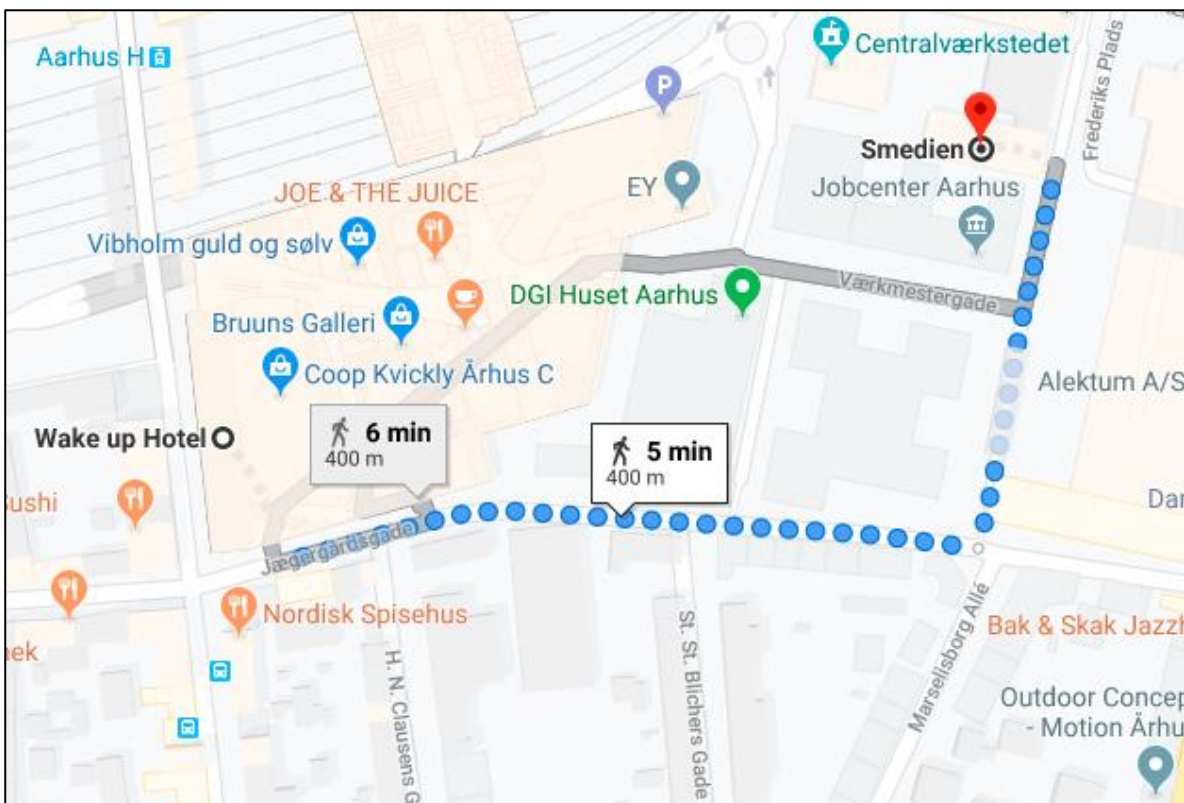 Aarhus H
Centralværkstedet
Frederiks Plads
P
Smedien
EY
Jobcenter Aarhus
JOE & THE JUICE
Vibholm guld og sølv
DGI Huset Aarhus
Værkmestergade
Bruuns Galleri
Coop Kvickly Århus C
Alektum A/S
Wake up Hotel
6 min
400 m
5 min
400 m
Sushi
Dan
Jægergårdsgade
Nordisk Spisehus
Bak & Skak Jazzh
nek
H. N. Clausens G
St. St. Blichers Gade
Marselisborg Allé
Outdoor Concep
- Motion Århu